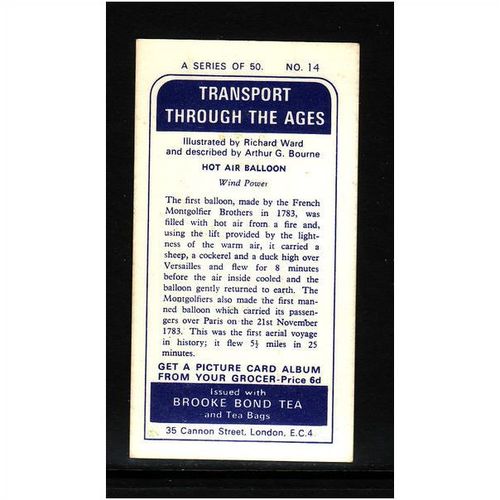 A SERIES OF 50. NO. 14
TRANSPORT
THROUGH THE AGES
Illustrated by Richard Ward
and described by Arthur G. Bourne
HOT AIR BALLOON
Wind Power
The first balloon, made by the French
Montgolfier Brothers in 1783, was
filled with hot air from a fire and,
using the lift provided by the light-
ness of the warm air, it carried a
sheep, a cockerel and a duck high over
Versailles and flew for 8 minutes
before the air inside cooled and the
balloon gently returned to earth. The
Montgolfiers also made the first man-
ned balloon which carried its passen-
gers over Paris on the 21st November
1783. This was the first aerial voyage
in history; it flew 5½ miles in 25
minutes.
GET A PICTURE CARD ALBUM
FROM YOUR GROCER-Price 6d
Issued with
BROOKE BOND TEA
and Tea Bags
35 Cannon Street, London, E.C.4.